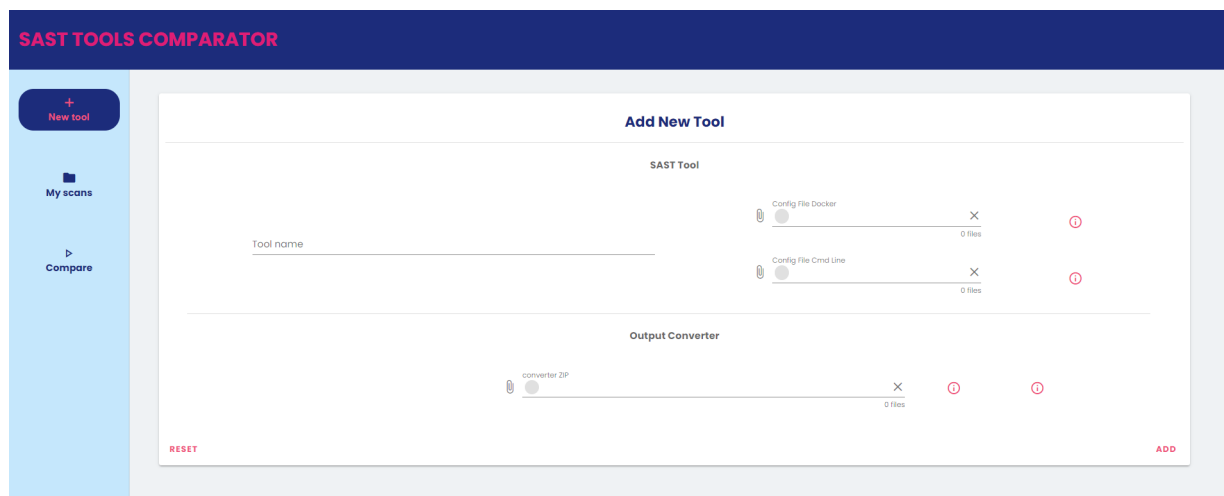 SAST TOOLS COMPARATOR
New tool
My scans
Compare
Add New Tool
SAST Tool
Tool name
Config File Docker
0 files
Config File Cmd Line
0 files
Output Converter
converter ZIP
0 files
RESET
ADD